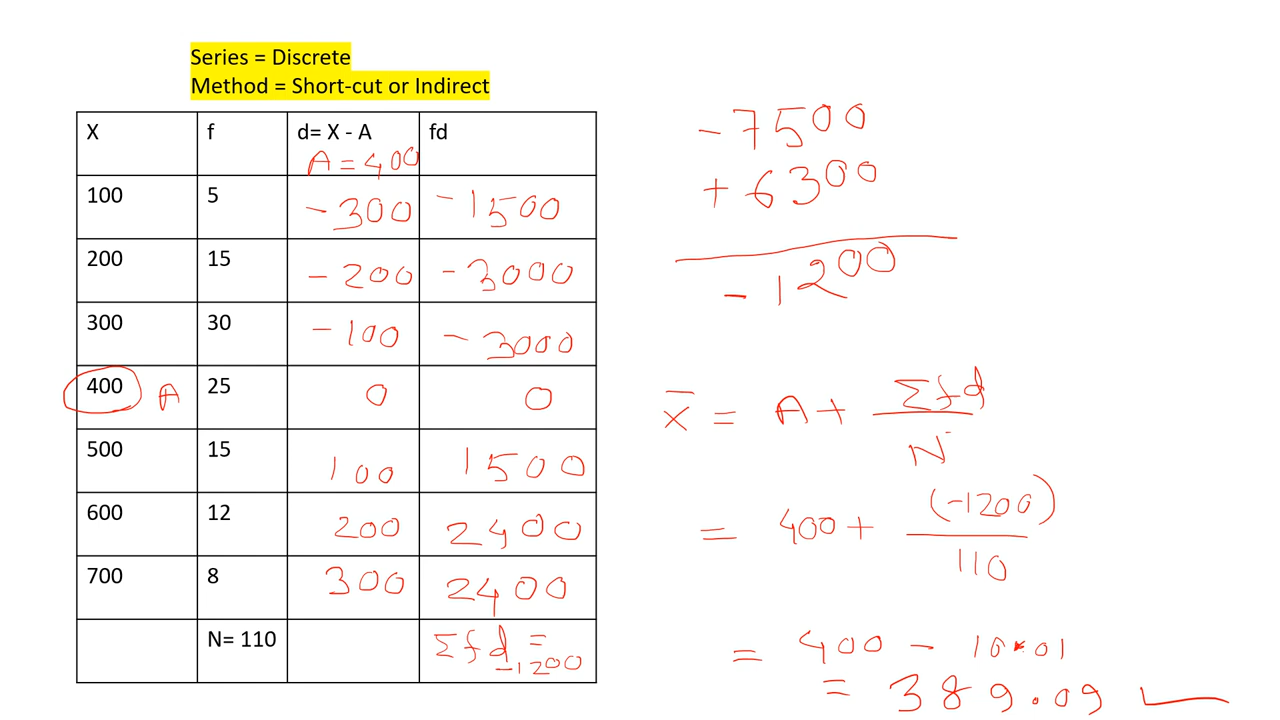 Series = Discrete
Method = Short-cut or Indirect
X f d= X - A fd
A = 400
100 5 -300 -1500
200 15 -200 -3000
300 30 -100 -3000
400 A 25 0 0
500 15 100 1500
600 12 200 2400
700 8 300 2400
N= 110 Σfd =
-1200
-7500
+ 6300
-1200
x̄ = A + Σfd
N
= 400 + (-1200)
110
= 400 - 10.01
= 389.09